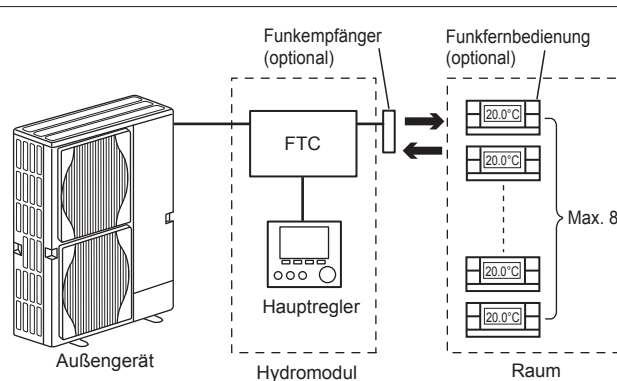 Funkempfänger
(optional)
Funkfernbedienung
(optional)
FTC
20.0°C
20.0°C
Max. 8
20.0°C
20.0°C
Hauptregler
Außengerät
Hydromodul
Raum